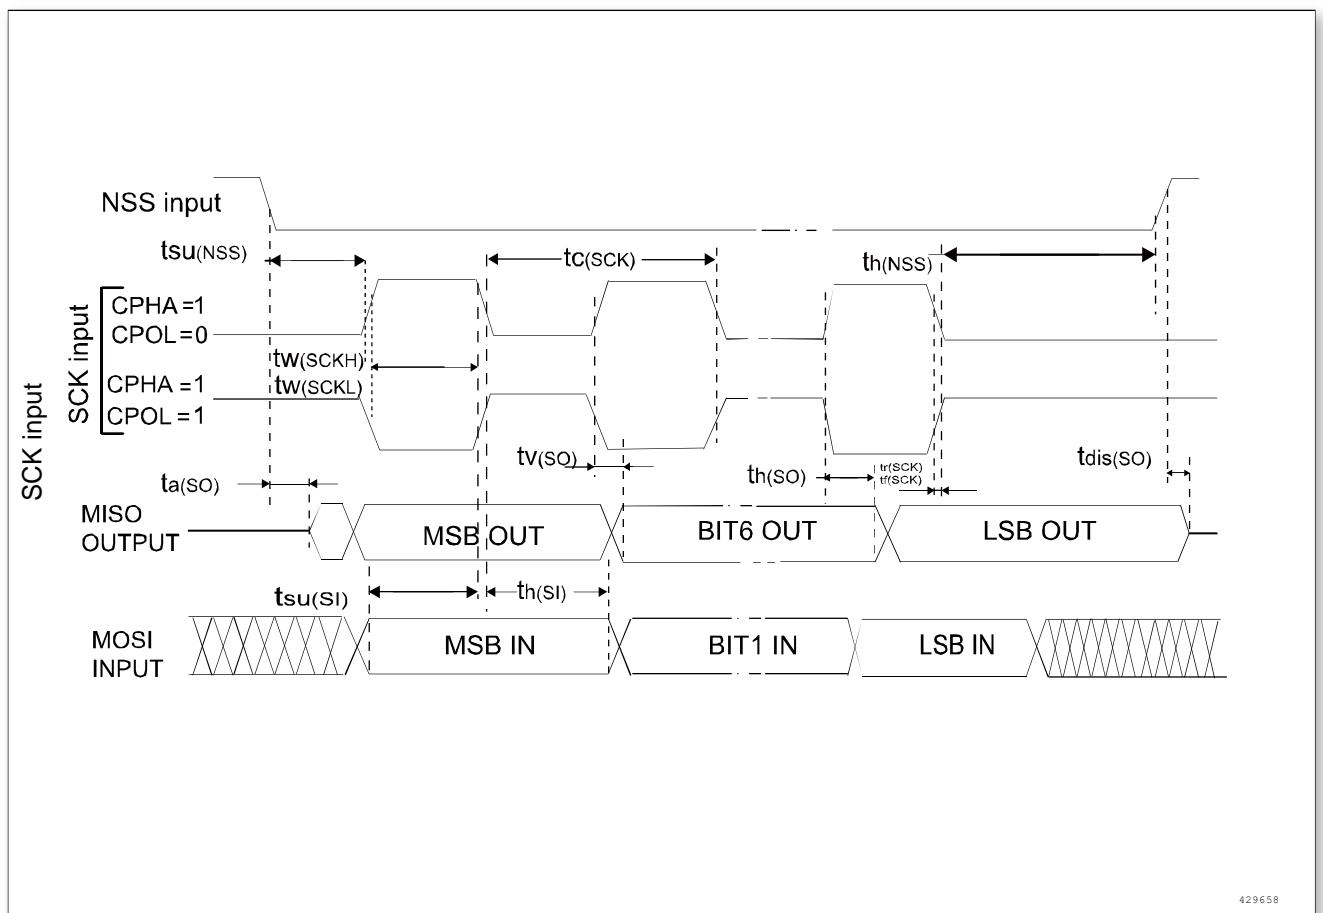 NSS input
tsu(NSS)
tc(SCK)
th(NSS)
SCK input
SCK input
CPHA=1
CPOL=0
tw(SCKH)
CPHA=1
tw(SCKL)
CPOL=1
tv(SO)
th(SO)
tr(SCK)
tf(SCK)
tdis(SO)
ta(SO)
MISO
OUTPUT
MSB OUT
BIT6 OUT
LSB OUT
tsu(SI)
th(SI)
MOSI
INPUT
MSB IN
BIT1 IN
LSB IN
429658